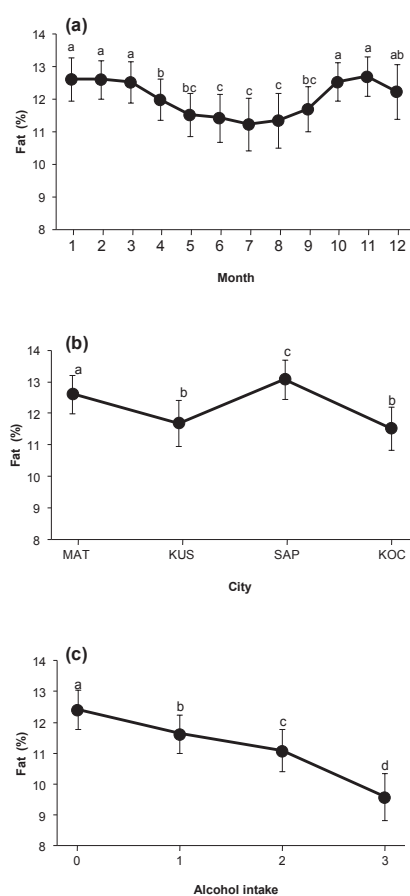 (a)
a a a b bc c c c bc a a ab
14
13
12
11
10
9
8
Fat (%)
1 2 3 4 5 6 7 8 9 10 11 12
Month
(b)
a b c b
14
13
12
11
10
9
8
Fat (%)
MAT KUS SAP KOC
City
(c)
a b c d
14
13
12
11
10
9
8
Fat (%)
0 1 2 3
Alcohol intake